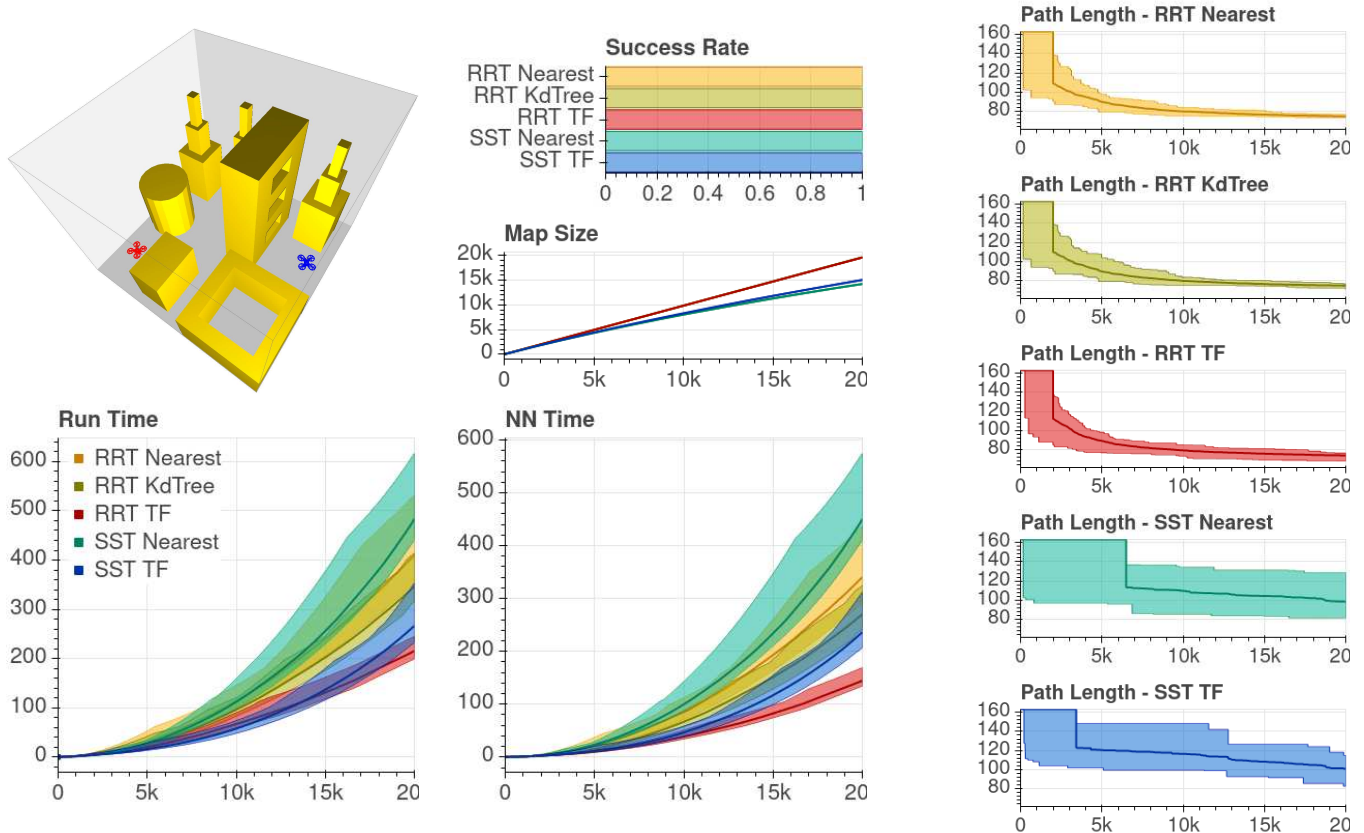 Success Rate
RRT Nearest
RRT KdTree
RRT TF
SST Nearest
SST TF
0 0.2 0.4 0.6 0.8 1
Map Size
20k
15k
10k
5k
0
0 5k 10k 15k 20
Run Time
600
500
400
300
200
100
0
RRT Nearest
RRT KdTree
RRT TF
SST Nearest
SST TF
0 5k 10k 15k 20
NN Time
600
500
400
300
200
100
0
0 5k 10k 15k 20
Path Length - RRT Nearest
160
140
120
100
80
0 5k 10k 15k 20
Path Length - RRT KdTree
160
140
120
100
80
0 5k 10k 15k 20
Path Length - RRT TF
160
140
120
100
80
0 5k 10k 15k 20
Path Length - SST Nearest
160
140
120
100
80
0 5k 10k 15k 20
Path Length - SST TF
160
140
120
100
80
0 5k 10k 15k 20